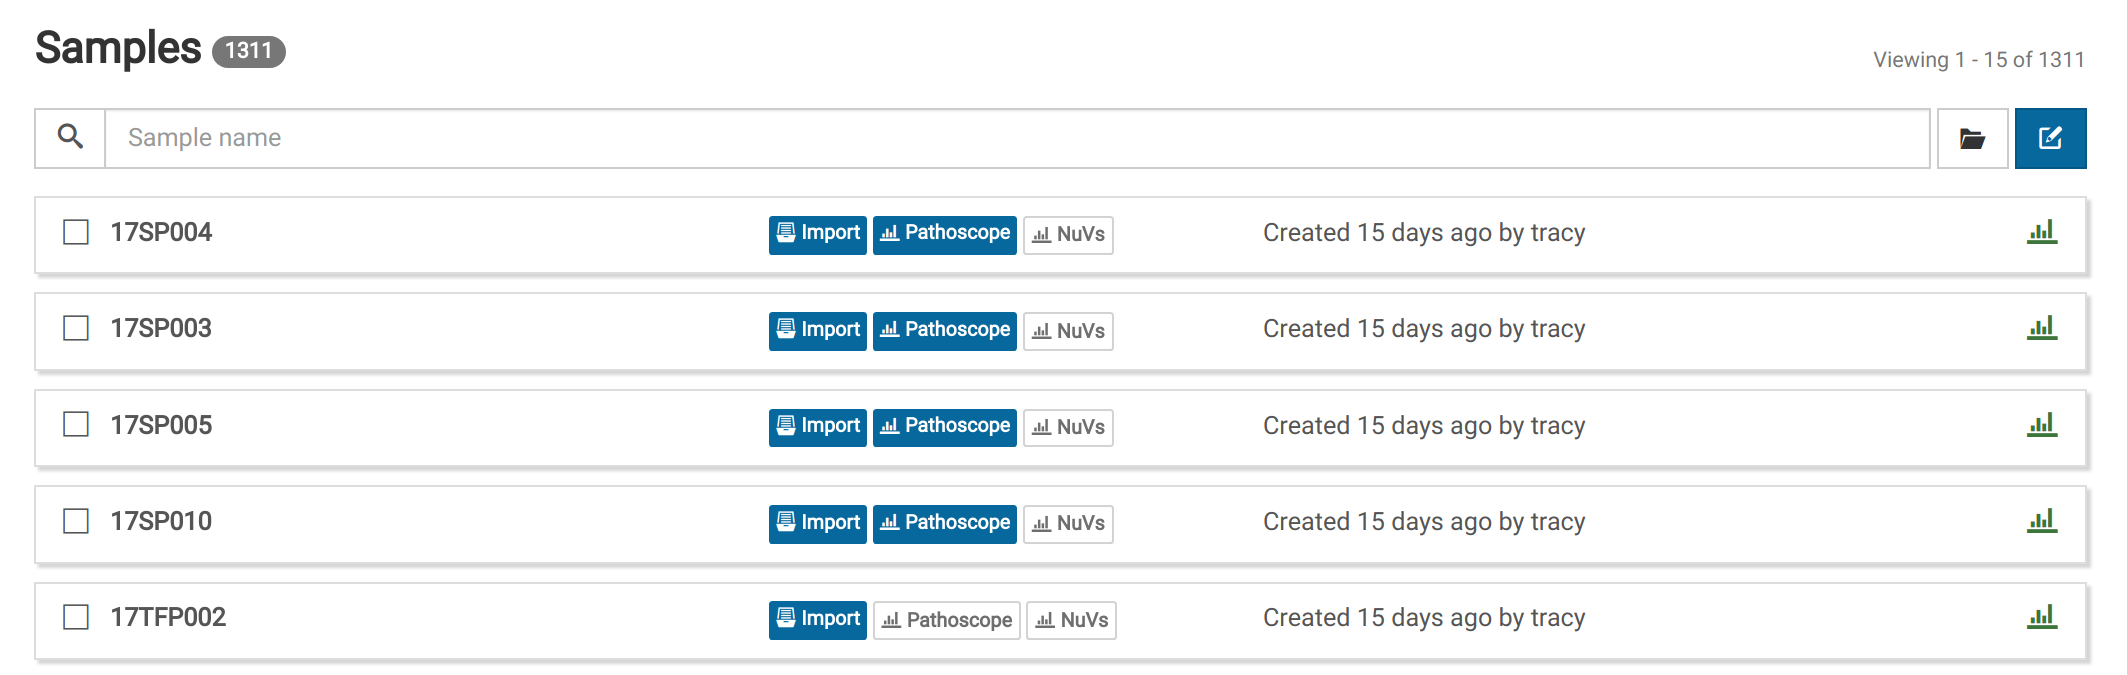 Samples 1311
Viewing 1 - 15 of 1311
Sample name
17SP004 Import Pathoscope NuVs Created 15 days ago by tracy
17SP003 Import Pathoscope NuVs Created 15 days ago by tracy
17SP005 Import Pathoscope NuVs Created 15 days ago by tracy
17SP010 Import Pathoscope NuVs Created 15 days ago by tracy
17TFP002 Import Pathoscope NuVs Created 15 days ago by tracy